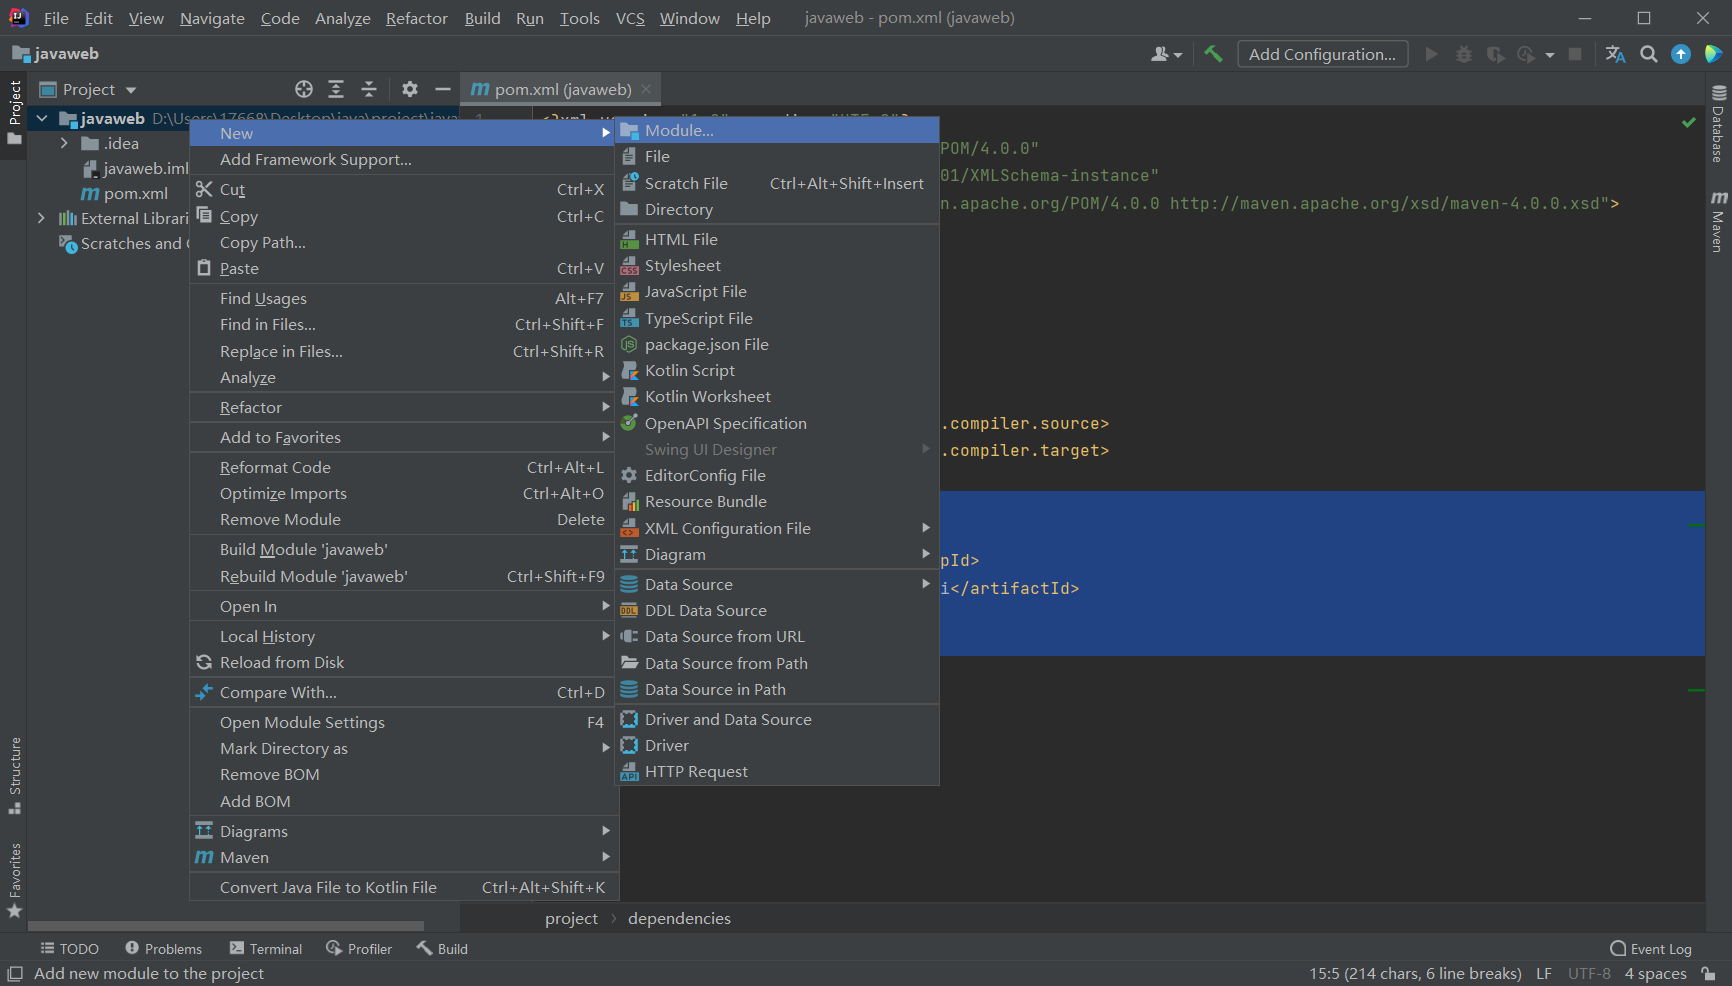 File Edit View Navigate Code Analyze Refactor Build Run Tools VCS Window Help javaweb - pom.xml (javaweb)
javaweb
Add Configuration...
Project
pom.xml (javaweb)
Project
javaweb D:\Users\17668\Desktop\java\project\java
.idea
javaweb.iml
pom.xml
External Librari
Scratches and
New
Add Framework Support...
Cut Ctrl+X
Copy Ctrl+C
Copy Path...
Paste Ctrl+V
Find Usages Alt+F7
Find in Files... Ctrl+Shift+F
Replace in Files... Ctrl+Shift+R
Analyze
Refactor
Add to Favorites
Reformat Code Ctrl+Alt+L
Optimize Imports Ctrl+Alt+O
Remove Module Delete
Build Module 'javaweb'
Rebuild Module 'javaweb' Ctrl+Shift+F9
Open In
Local History
Reload from Disk
Compare With... Ctrl+D
Open Module Settings F4
Mark Directory as
Remove BOM
Add BOM
Diagrams
Maven
Convert Java File to Kotlin File Ctrl+Alt+Shift+K
Module...
File
Scratch File Ctrl+Alt+Shift+Insert
Directory
HTML File
Stylesheet
JavaScript File
TypeScript File
package.json File
Kotlin Script
Kotlin Worksheet
OpenAPI Specification
Swing UI Designer
EditorConfig File
Resource Bundle
XML Configuration File
Diagram
Data Source
DDL Data Source
Data Source from URL
Data Source from Path
Data Source in Path
Driver and Data Source
Driver
HTTP Request
POM/4.0.0"
01/XMLSchema-instance"
n.apache.org/POM/4.0.0 http://maven.apache.org/xsd/maven-4.0.0.xsd">
.compiler.source>
.compiler.target>
pId>
i</artifactId>
Database
Maven
Structure
Favorites
project > dependencies
TODO Problems Terminal Profiler Build Event Log
Add new module to the project 15:5 (214 chars, 6 line breaks) LF UTF-8 4 spaces